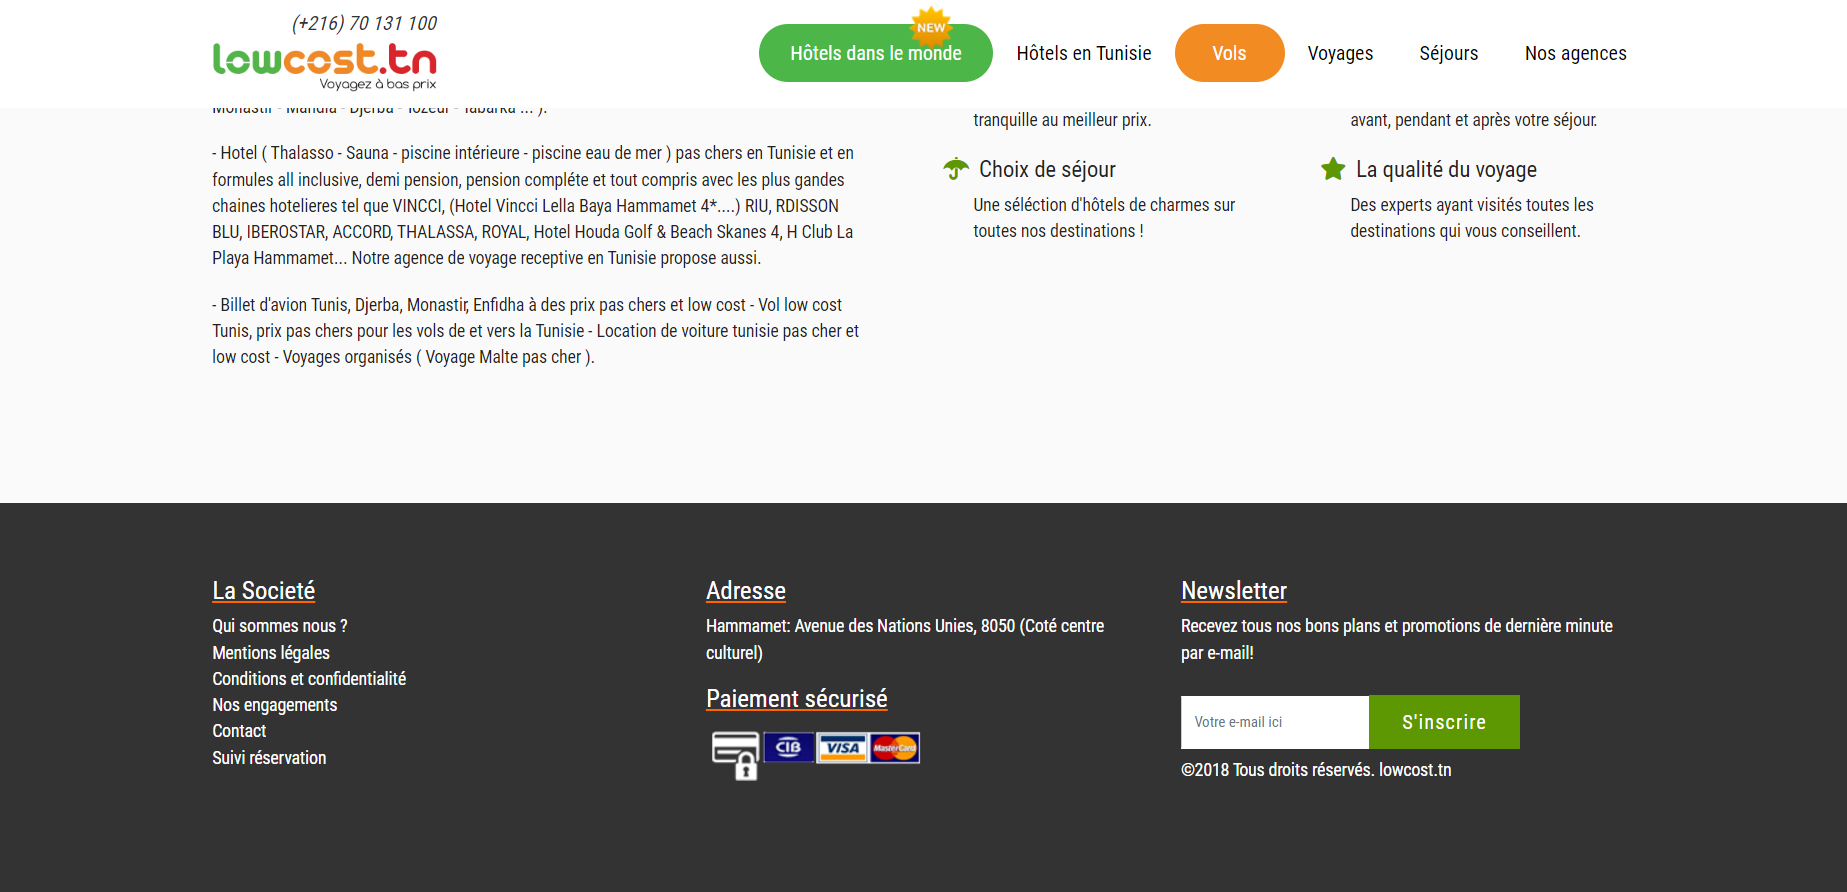 (+216) 70 131 100
lowcost.tn
Voyagez à bas prix
NEW
Hôtels dans le monde
Hôtels en Tunisie
Vols
Voyages
Séjours
Nos agences
Monastir - Mahdia - Djerba - Tozeur - Tabarka ... ).
- Hotel ( Thalasso - Sauna - piscine intérieure - piscine eau de mer ) pas chers en Tunisie et en
formules all inclusive, demi pension, pension compléte et tout compris avec les plus gandes
chaines hotelieres tel que VINCCI, (Hotel Vincci Lella Baya Hammamet 4*....) RIU, RDISSON
BLU, IBEROSTAR, ACCORD, THALASSA, ROYAL, Hotel Houda Golf & Beach Skanes 4, H Club La
Playa Hammamet... Notre agence de voyage receptive en Tunisie propose aussi.
- Billet d'avion Tunis, Djerba, Monastir, Enfidha à des prix pas chers et low cost - Vol low cost
Tunis, prix pas chers pour les vols de et vers la Tunisie - Location de voiture tunisie pas cher et
low cost - Voyages organisés ( Voyage Malte pas cher ).
tranquille au meilleur prix.
Choix de séjour
Une séléction d'hôtels de charmes sur
toutes nos destinations !
avant, pendant et après votre séjour.
La qualité du voyage
Des experts ayant visités toutes les
destinations qui vous conseillent.
La Societé
Qui sommes nous ?
Mentions légales
Conditions et confidentialité
Nos engagements
Contact
Suivi réservation
Adresse
Hammamet: Avenue des Nations Unies, 8050 (Coté centre
culturel)
Paiement sécurisé
CIB
VISA
MasterCard
Newsletter
Recevez tous nos bons plans et promotions de dernière minute
par e-mail!
Votre e-mail ici
S'inscrire
©2018 Tous droits réservés. lowcost.tn